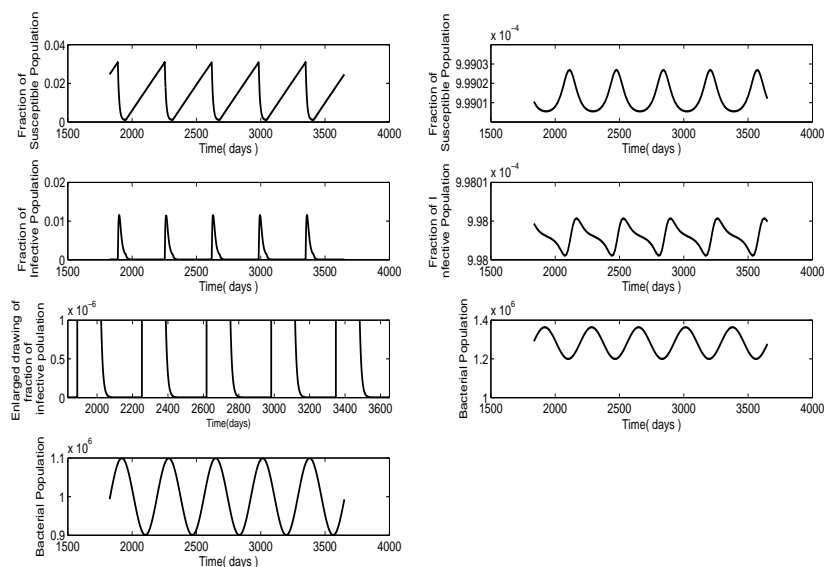 0.04
0.02
0
1500 2000 2500 3000 3500 4000
Time( days )
Fraction of
Susceptible Population
0.02
0.01
0
1500 2000 2500 3000 3500 4000
Time( days )
Fraction of
Infective Population
x 10^-6
1
0.5
0
2000 2200 2400 2600 2800 3000 3200 3400 3600
Time(days)
Enlarged drawing of
fraction of
infective polulation
x 10^6
1.1
1
0.9
1500 2000 2500 3000 3500 4000
Time( days )
Bacterial Population
x 10^-4
9.9903
9.9902
9.9901
1500 2000 2500 3000 3500 4000
Time( days )
Fraction of
Susceptible Population
x 10^-4
9.9801
9.98
9.98
1500 2000 2500 3000 3500 4000
Time( days )
Fraction of I
nfective Population
x 10^6
1.4
1.2
1
1500 2000 2500 3000 3500 4000
Time( days )
Bacterial Population